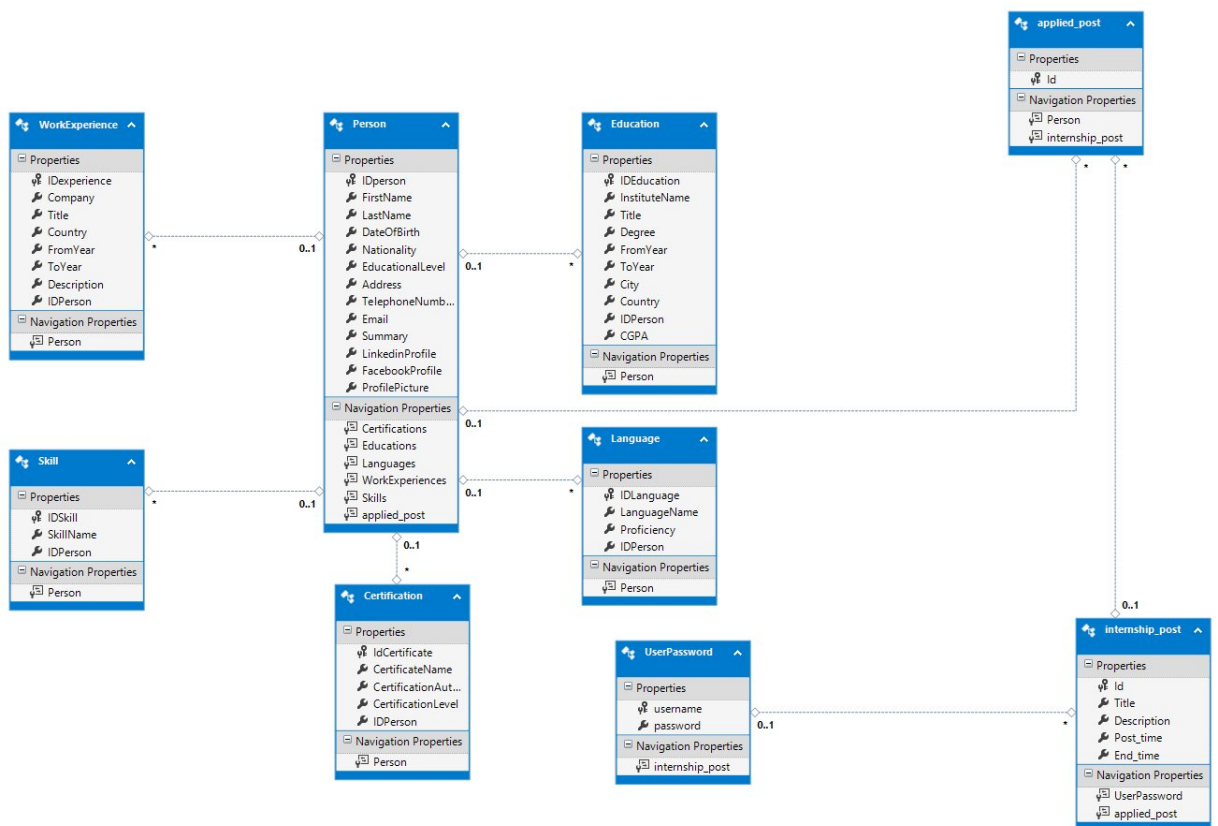 applied_post
Properties
Id
Navigation Properties
Person
internship_post
*
*
WorkExperience
Properties
IDexperience
Company
Title
Country
FromYear
ToYear
Description
IDPerson
Navigation Properties
Person
*
0..1
Person
Properties
IDperson
FirstName
LastName
DateOfBirth
Nationality
EducationalLevel
Address
TelephoneNumb...
Email
Summary
LinkedinProfile
FacebookProfile
ProfilePicture
Navigation Properties
Certifications
Educations
Languages
WorkExperiences
Skills
applied_post
0..1
*
0..1
Education
Properties
IDEducation
InstituteName
Title
Degree
FromYear
ToYear
City
Country
IDPerson
CGPA
Navigation Properties
Person
Skill
Properties
IDSkill
SkillName
IDPerson
Navigation Properties
Person
*
0..1
0..1
*
Language
Properties
IDLanguage
LanguageName
Proficiency
IDPerson
Navigation Properties
Person
0..1
*
Certification
Properties
IdCertificate
CertificateName
CertificationAut...
CertificationLevel
IDPerson
Navigation Properties
Person
UserPassword
Properties
username
password
Navigation Properties
internship_post
0..1
*
0..1
internship_post
Properties
Id
Title
Description
Post_time
End_time
Navigation Properties
UserPassword
applied_post